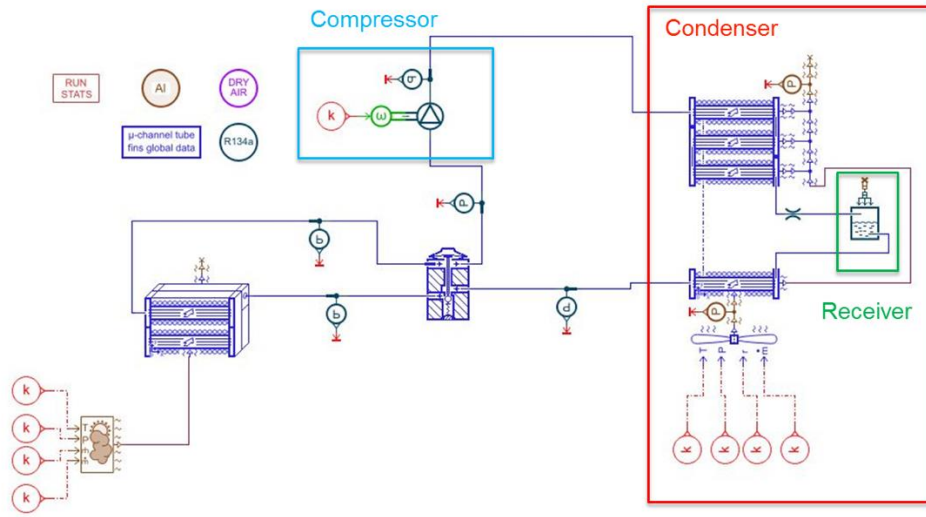 Compressor
Condenser
RUN
STATS
AI
DRY
AIR
μ-channel tube
fins global data
R134a
k
ω
P
P
P
Receiver
T
P
r
m
k
k
k
k
k
k
k
k
T
P